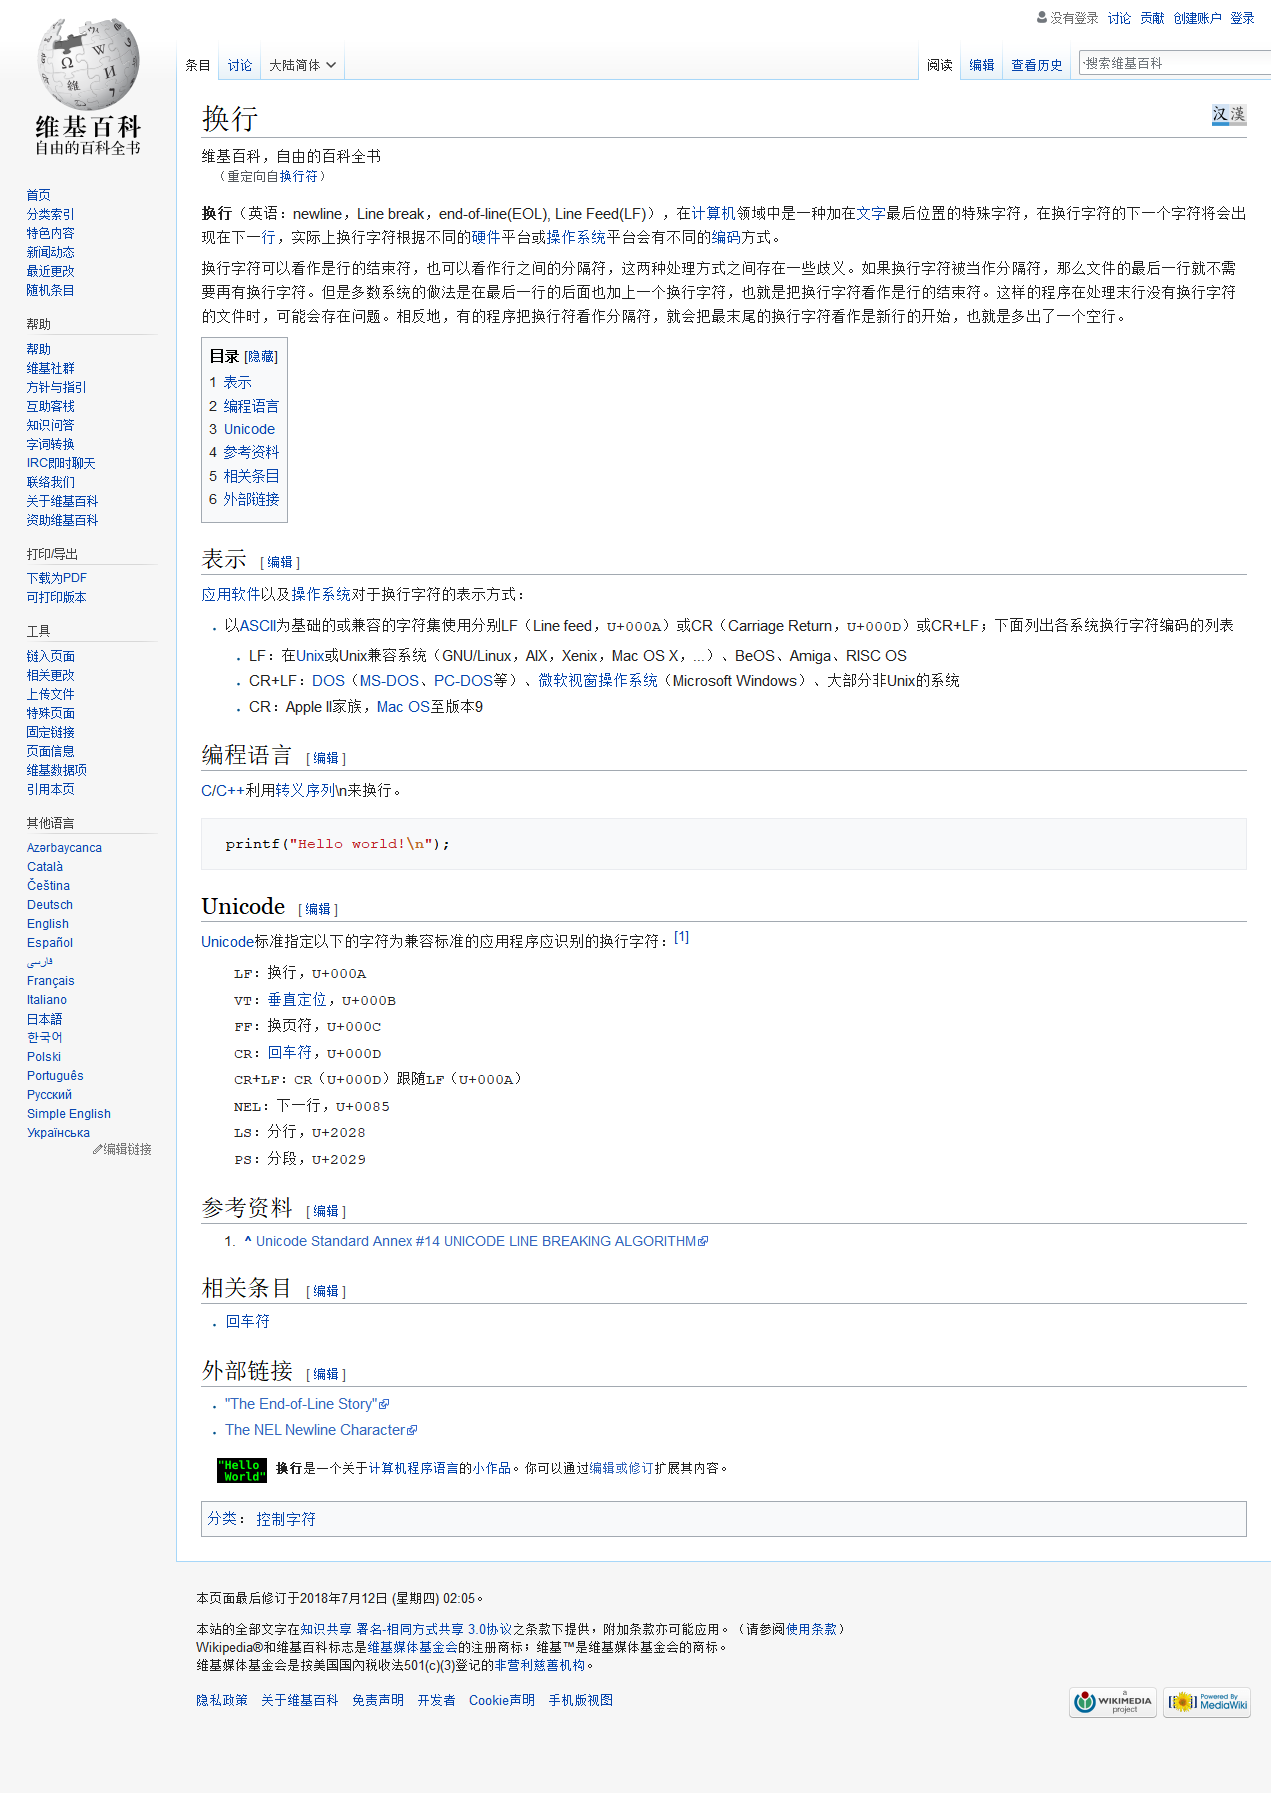 没有登录 讨论 贡献 创建账户 登录
条目 讨论 大陆简体 阅读 编辑 查看历史 搜索维基百科
维基百科
自由的百科全书
首页
分类索引
特色内容
新闻动态
最近更改
随机条目
帮助
帮助
维基社群
方针与指引
互助客栈
知识问答
字词转换
IRC即时聊天
联络我们
关于维基百科
资助维基百科
打印/导出
下载为PDF
可打印版本
工具
链入页面
相关更改
上传文件
特殊页面
固定链接
页面信息
维基数据项
引用本页
其他语言
Azərbaycanca
Català
Čeština
Deutsch
English
Español
فارسی
Français
Italiano
日本語
한국어
Polski
Português
Русский
Simple English
Українська
编辑链接
换行
汉 漢
维基百科，自由的百科全书
（重定向自换行符）
换行（英语：newline，Line break，end-of-line(EOL), Line Feed(LF)），在计算机领域中是一种加在文字最后位置的特殊字符，在换行字符的下一个字符将会出
现在下一行，实际上换行字符根据不同的硬件平台或操作系统平台会有不同的编码方式。
换行字符可以看作是行的结束符，也可以看作行之间的分隔符，这两种处理方式之间存在一些歧义。如果换行字符被当作分隔符，那么文件的最后一行就不需
要再有换行字符。但是多数系统的做法是在最后一行的后面也加上一个换行字符，也就是把换行字符看作是行的结束符。这样的程序在处理末行没有换行字符
的文件时，可能会存在问题。相反地，有的程序把换行符看作分隔符，就会把最末尾的换行字符看作是新行的开始，也就是多出了一个空行。
目录 [隐藏]
1 表示
2 编程语言
3 Unicode
4 参考资料
5 相关条目
6 外部链接
表示 [ 编辑 ]
应用软件以及操作系统对于换行字符的表示方式：
以ASCII为基础的或兼容的字符集使用分别LF（Line feed，U+000A）或CR（Carriage Return，U+000D）或CR+LF；下面列出各系统换行字符编码的列表
LF：在Unix或Unix兼容系统（GNU/Linux，AIX，Xenix，Mac OS X，...）、BeOS、Amiga、RISC OS
CR+LF：DOS（MS-DOS、PC-DOS等）、微软视窗操作系统（Microsoft Windows）、大部分非Unix的系统
CR：Apple II家族，Mac OS至版本9
编程语言 [ 编辑 ]
C/C++利用转义序列\n来换行。
printf("Hello world!\n");
Unicode [ 编辑 ]
Unicode标准指定以下的字符为兼容标准的应用程序应识别的换行字符：[1]
LF：换行，U+000A
VT：垂直定位，U+000B
FF：换页符，U+000C
CR：回车符，U+000D
CR+LF：CR（U+000D）跟随LF（U+000A）
NEL：下一行，U+0085
LS：分行，U+2028
PS：分段，U+2029
参考资料 [ 编辑 ]
1. ^ Unicode Standard Annex #14 UNICODE LINE BREAKING ALGORITHM
相关条目 [ 编辑 ]
回车符
外部链接 [ 编辑 ]
"The End-of-Line Story"
The NEL Newline Character
"Hello
World"
换行是一个关于计算机程序语言的小作品。你可以通过编辑或修订扩展其内容。
分类： 控制字符
本页面最后修订于2018年7月12日 (星期四) 02:05。
本站的全部文字在知识共享 署名-相同方式共享 3.0协议之条款下提供，附加条款亦可能应用。（请参阅使用条款）
Wikipedia®和维基百科标志是维基媒体基金会的注册商标；维基™是维基媒体基金会的商标。
维基媒体基金会是按美国国內稅收法501(c)(3)登记的非营利慈善机构。
隐私政策 关于维基百科 免责声明 开发者 Cookie声明 手机版视图
a WIKIMEDIA project
Powered By MediaWiki